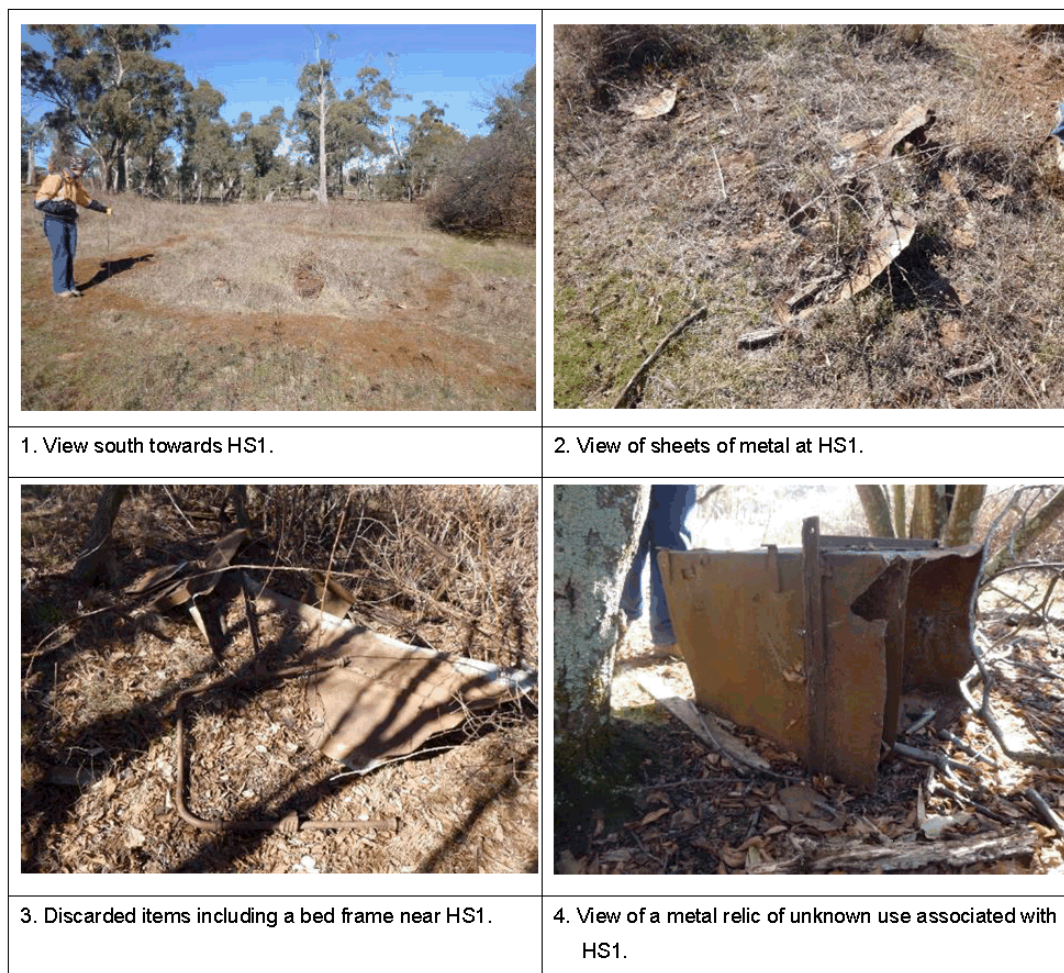 1. View south towards HS1.
2. View of sheets of metal at HS1.
3. Discarded items including a bed frame near HS1.
4. View of a metal relic of unknown use associated with
HS1.